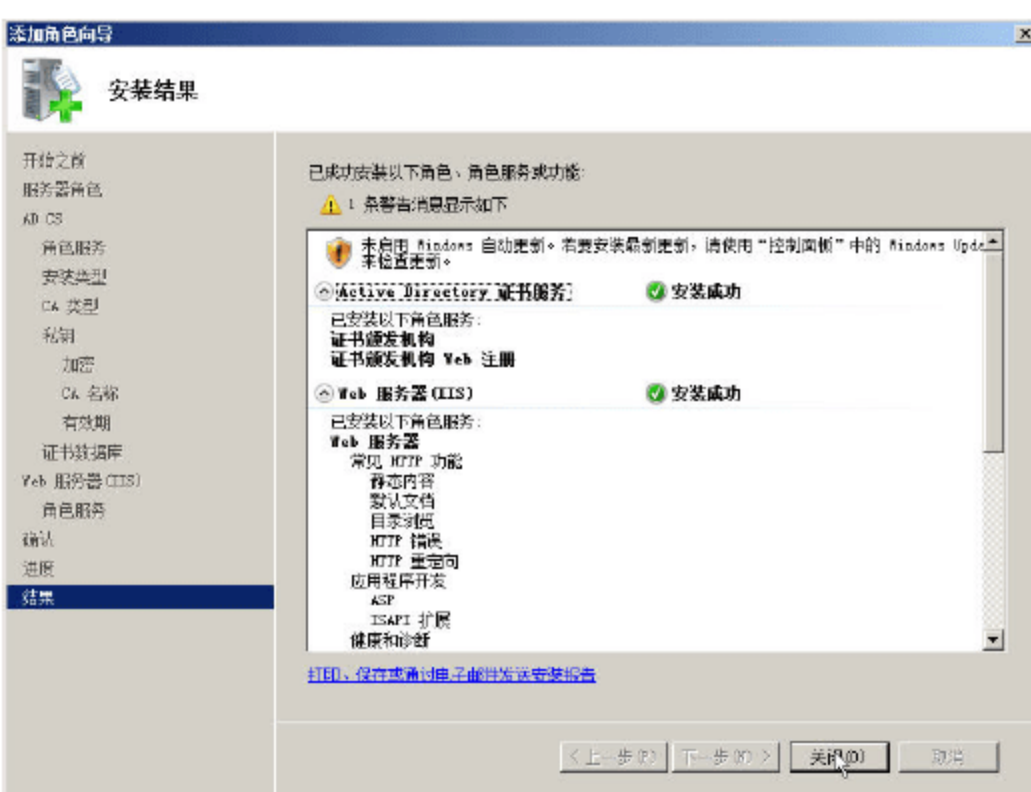 添加角色向导
安装结果
开始之前
服务器角色
AD CS
角色服务
安装类型
CA 类型
私钥
加密
CA 名称
有效期
证书数据库
Web 服务器(IIS)
角色服务
确认
进度
结果
已成功安装以下角色、角色服务或功能:
1 条警告消息显示如下
未启用 Windows 自动更新。若要安装最新更新，请使用“控制面板”中的 Windows Upd
来检查更新。
Active Directory 证书服务 安装成功
已安装以下角色服务:
证书颁发机构
证书颁发机构 Web 注册
Web 服务器(IIS) 安装成功
已安装以下角色服务:
Web 服务器
常见 HTTP 功能
静态内容
默认文档
目录浏览
HTTP 错误
HTTP 重定向
应用程序开发
ASP
ISAPI 扩展
健康和诊断
打印、保存或通过电子邮件发送安装报告
< 上一步(P) 下一步(N) > 关闭(O) 取消